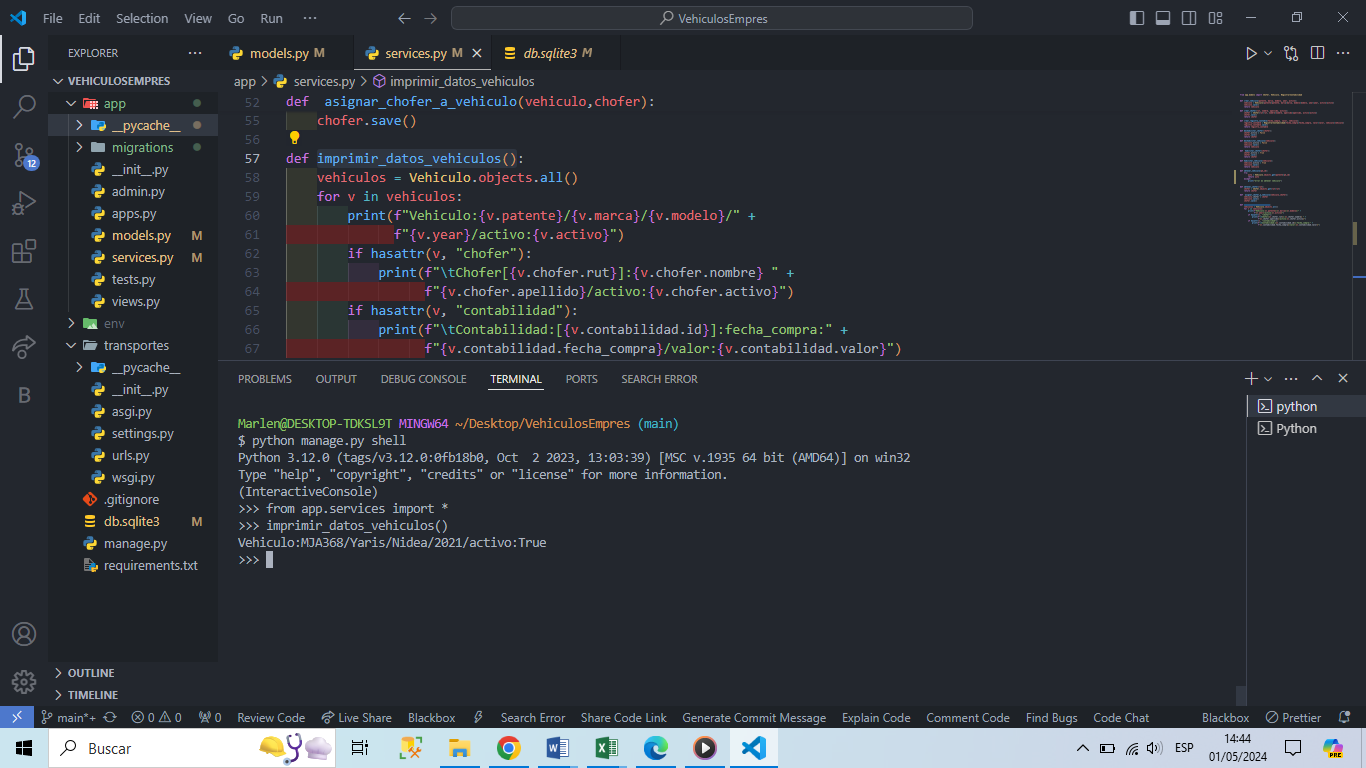 File Edit Selection View Go Run ···
VehiculosEmpres
EXPLORER ···
VEHICULOSEMPRES
app
__pycache__
migrations
__init__.py
admin.py
apps.py
models.py M
services.py M
tests.py
views.py
env
transportes
__pycache__
__init__.py
asgi.py
settings.py
urls.py
wsgi.py
.gitignore
db.sqlite3 M
manage.py
requirements.txt
OUTLINE
TIMELINE
12
B
models.py M services.py M db.sqlite3 M
app > services.py > imprimir_datos_vehiculos
52 def asignar_chofer_a_vehiculo(vehiculo,chofer):
55 chofer.save()
56
57 def imprimir_datos_vehiculos():
58 vehiculos = Vehiculo.objects.all()
59 for v in vehiculos:
60 print(f"Vehiculo:{v.patente}/{v.marca}/{v.modelo}/" +
61 f"{v.year}/activo:{v.activo}")
62 if hasattr(v, "chofer"):
63 print(f"\tChofer[{v.chofer.rut}]:{v.chofer.nombre} " +
64 f"{v.chofer.apellido}/activo:{v.chofer.activo}")
65 if hasattr(v, "contabilidad"):
66 print(f"\tContabilidad:[{v.contabilidad.id}]:fecha_compra:" +
67 f"{v.contabilidad.fecha_compra}/valor:{v.contabilidad.valor}")
PROBLEMS OUTPUT DEBUG CONSOLE TERMINAL PORTS SEARCH ERROR
Marlen@DESKTOP-TDKSL9T MINGW64 ~/Desktop/VehiculosEmpres (main)
$ python manage.py shell
Python 3.12.0 (tags/v3.12.0:0fb18b0, Oct  2 2023, 13:03:39) [MSC v.1935 64 bit (AMD64)] on win32
Type "help", "copyright", "credits" or "license" for more information.
(InteractiveConsole)
>>> from app.services import *
>>> imprimir_datos_vehiculos()
Vehiculo:MJA368/Yaris/Nidea/2021/activo:True
>>>
python
Python
main*+ 0 0 0 Review Code Live Share Blackbox Search Error Share Code Link Generate Commit Message Explain Code Comment Code Find Bugs Code Chat Blackbox Prettier
Buscar
ESP
14:44
01/05/2024
PRE